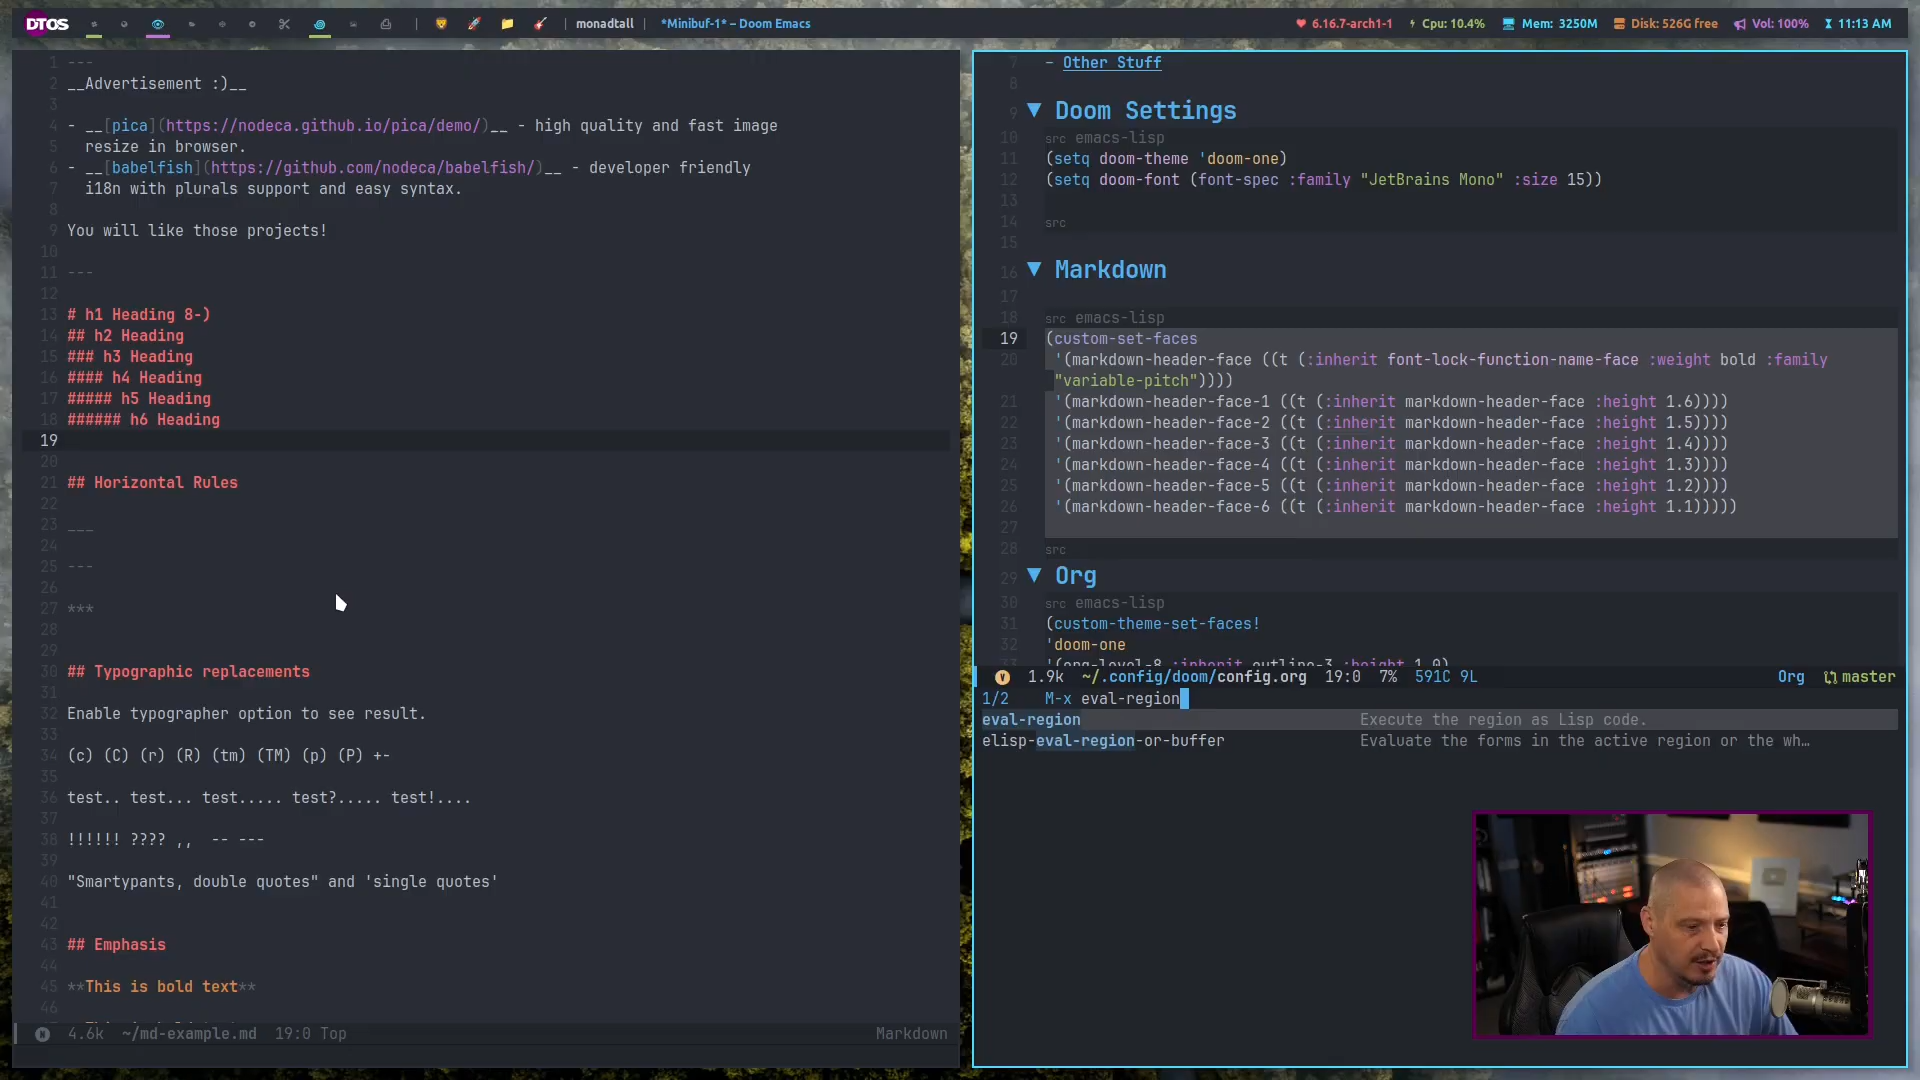 DTOS | monadtall | *Minibuf-1* – Doom Emacs 6.16.7-arch1-1 Cpu: 10.4% Mem: 3250M Disk: 526G free Vol: 100% 11:13 AM
1 ---
2 __Advertisement :)__
3
4 - __[pica](https://nodeca.github.io/pica/demo/)__ - high quality and fast image
5 resize in browser.
6 - __[babelfish](https://github.com/nodeca/babelfish/)__ - developer friendly
7 i18n with plurals support and easy syntax.
8
9 You will like those projects!
10
11 ---
12
13 # h1 Heading 8-)
14 ## h2 Heading
15 ### h3 Heading
16 #### h4 Heading
17 ##### h5 Heading
18 ###### h6 Heading
19
20
21 ## Horizontal Rules
22
23 ___
24
25 ---
26
27 ***
28
29
30 ## Typographic replacements
31
32 Enable typographer option to see result.
33
34 (c) (C) (r) (R) (tm) (TM) (p) (P) +-
35
36 test.. test... test..... test?..... test!....
37
38 !!!!!! ???? ,,  -- ---
39
40 "Smartypants, double quotes" and 'single quotes'
41
42
43 ## Emphasis
44
45 **This is bold text**
46
4.6k ~/md-example.md 19:0 Top Markdown
7 - Other Stuff
8
9 ▼ Doom Settings
10 src emacs-lisp
11 (setq doom-theme 'doom-one)
12 (setq doom-font (font-spec :family "JetBrains Mono" :size 15))
13
14 src
15
16 ▼ Markdown
17
18 src emacs-lisp
19 (custom-set-faces
20 '(markdown-header-face ((t (:inherit font-lock-function-name-face :weight bold :family
"variable-pitch"))))
21 '(markdown-header-face-1 ((t (:inherit markdown-header-face :height 1.6))))
22 '(markdown-header-face-2 ((t (:inherit markdown-header-face :height 1.5))))
23 '(markdown-header-face-3 ((t (:inherit markdown-header-face :height 1.4))))
24 '(markdown-header-face-4 ((t (:inherit markdown-header-face :height 1.3))))
25 '(markdown-header-face-5 ((t (:inherit markdown-header-face :height 1.2))))
26 '(markdown-header-face-6 ((t (:inherit markdown-header-face :height 1.1)))))
27
28 src
29 ▼ Org
30 src emacs-lisp
31 (custom-theme-set-faces!
32 'doom-one
33 '(org-level-8 :inherit outline-3 :height 1.0)
V 1.9k ~/.config/doom/config.org 19:0 7% 591C 9L Org master
1/2 M-x eval-region
eval-region Execute the region as Lisp code.
elisp-eval-region-or-buffer Evaluate the forms in the active region or the wh…